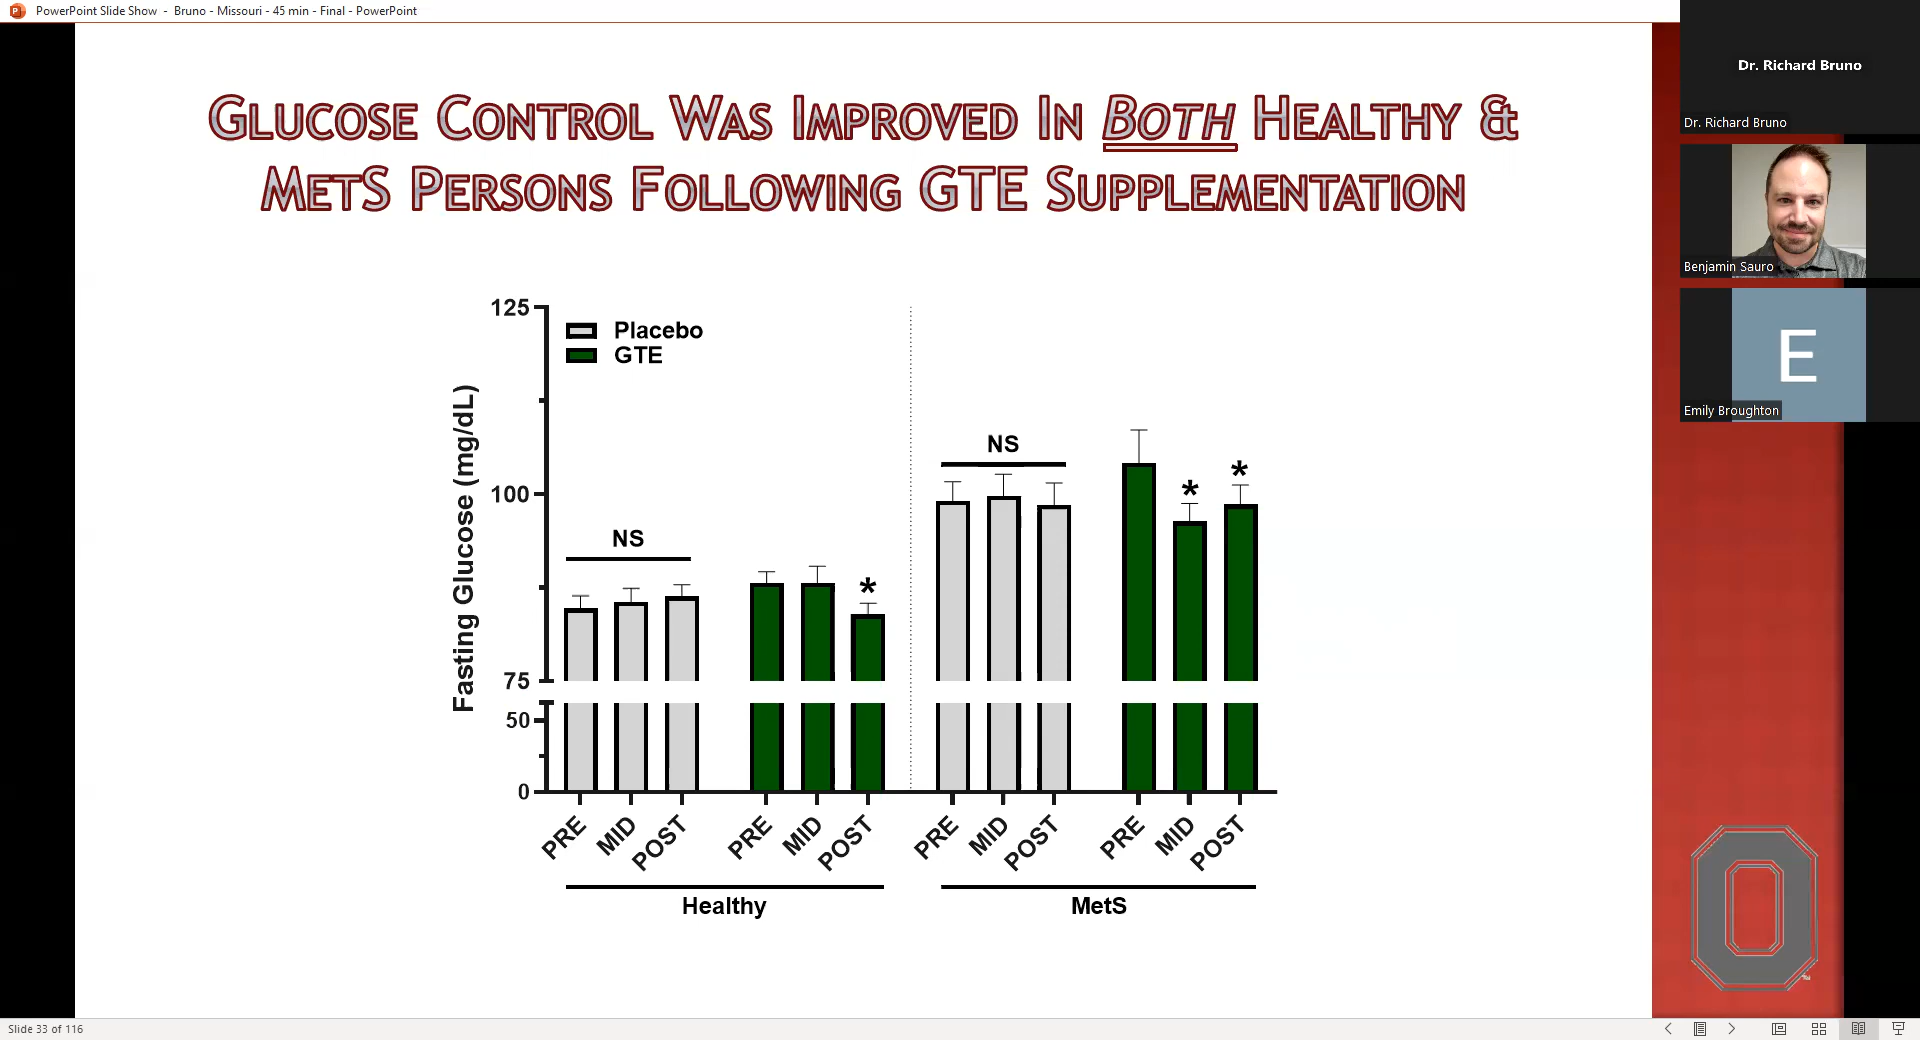 PowerPoint Slide Show - Bruno - Missouri - 45 min - Final - PowerPoint
GLUCOSE CONTROL WAS IMPROVED IN BOTH HEALTHY &
METS PERSONS FOLLOWING GTE SUPPLEMENTATION
125
100
75
50
0
Fasting Glucose (mg/dL)
Placebo
GTE
NS
*
NS
*
*
PRE
MID
POST
PRE
MID
POST
PRE
MID
POST
PRE
MID
POST
Healthy
MetS
Dr. Richard Bruno
Dr. Richard Bruno
Benjamin Sauro
E
Emily Broughton
Slide 33 of 116